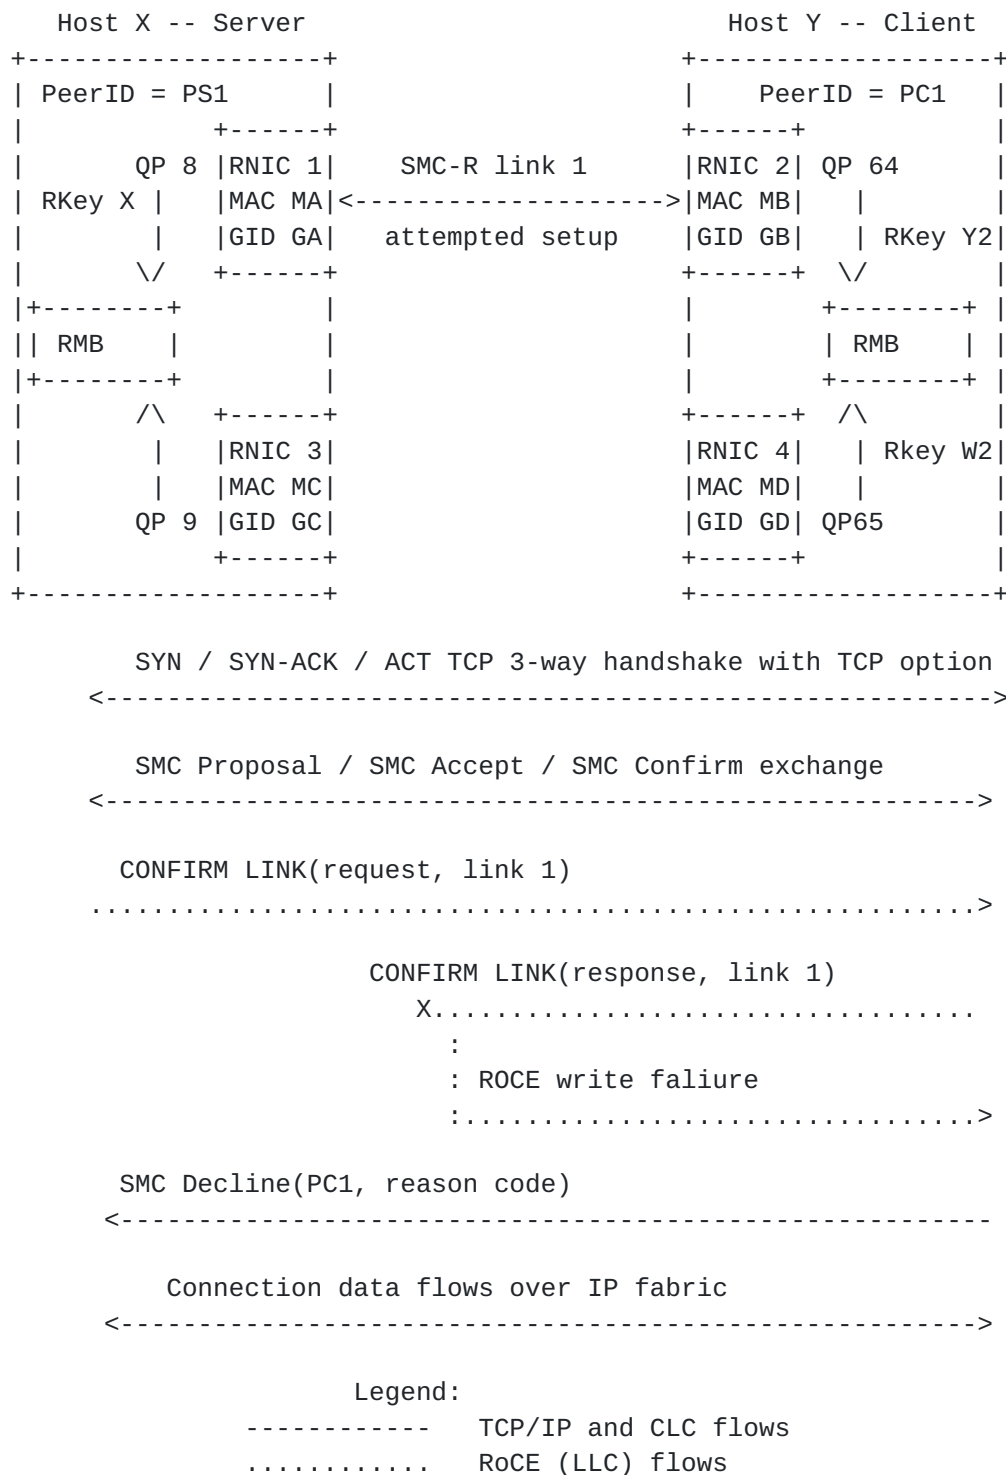 Host X -- Server                           Host Y -- Client
+-------------------+                      +-------------------+
| PeerID = PS1      |                      |    PeerID = PC1   |
|            +------+                      +------+            |
|       QP 8 |RNIC 1|    SMC-R link 1      |RNIC 2| QP 64      |
| RKey X |   |MAC MA|<-------------------->|MAC MB|   |        |
|        |   |GID GA|   attempted setup    |GID GB|   | RKey Y2|
|       \/   +------+                      +------+  \/        |
|+--------+         |                      |        +--------+ |
|| RMB    |         |                      |        | RMB    | |
|+--------+         |                      |        +--------+ |
|       /\   +------+                      +------+  /\        |
|        |   |RNIC 3|                      |RNIC 4|   | Rkey W2|
|        |   |MAC MC|                      |MAC MD|   |        |
|       QP 9 |GID GC|                      |GID GD| QP65       |
|            +------+                      +------+            |
+-------------------+                      +-------------------+
SYN / SYN-ACK / ACT TCP 3-way handshake with TCP option
<--------------------------------------------------------->
SMC Proposal / SMC Accept / SMC Confirm exchange
<-------------------------------------------------------->
CONFIRM LINK(request, link 1)
.........................................................>
CONFIRM LINK(response, link 1)
X...................................
:
: ROCE write faliure
:.................................>
SMC Decline(PC1, reason code)
<--------------------------------------------------------
Connection data flows over IP fabric
<------------------------------------------------------->
Legend:
------------   TCP/IP and CLC flows
............   RoCE (LLC) flows